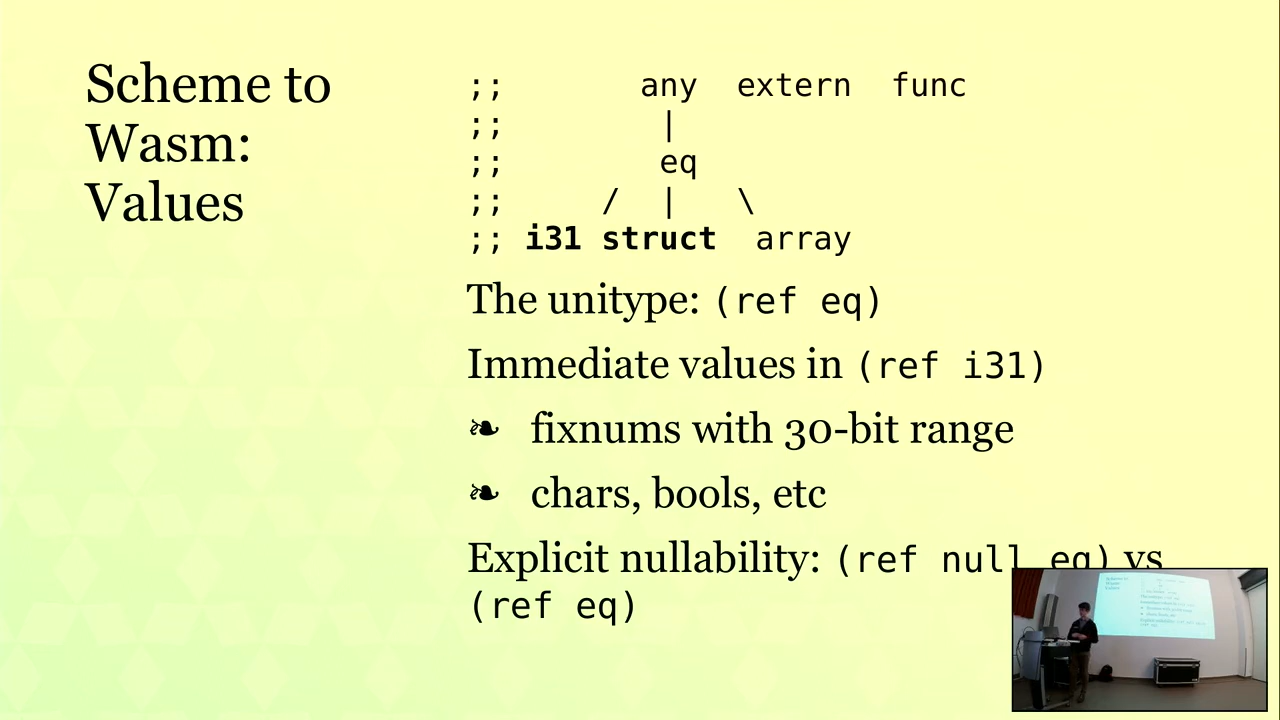 Scheme to
Wasm:
Values
;;       any  extern  func
;;        |
;;        eq
;;     /  |   \
;; i31 struct  array
The unitype: (ref eq)
Immediate values in (ref i31)
❧ fixnums with 30-bit range
❧ chars, bools, etc
Explicit nullability: (ref null eq) vs
(ref eq)